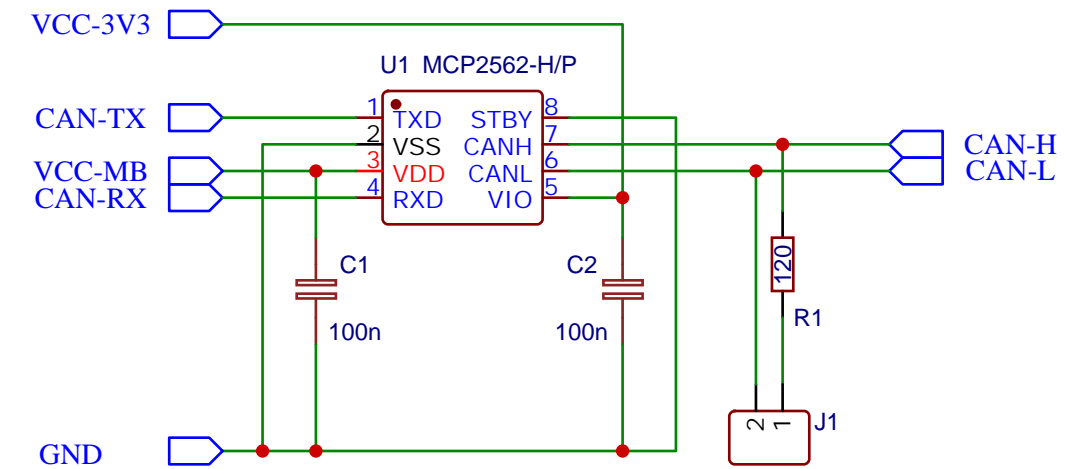 VCC-3V3
U1 MCP2562-H/P
CAN-TX
1
TXD
STBY
8
2
VSS
CANH
7
CAN-H
VCC-MB
3
VDD
CANL
6
CAN-L
CAN-RX
4
RXD
VIO
5
C1
100n
C2
100n
120
R1
2
1
J1
GND